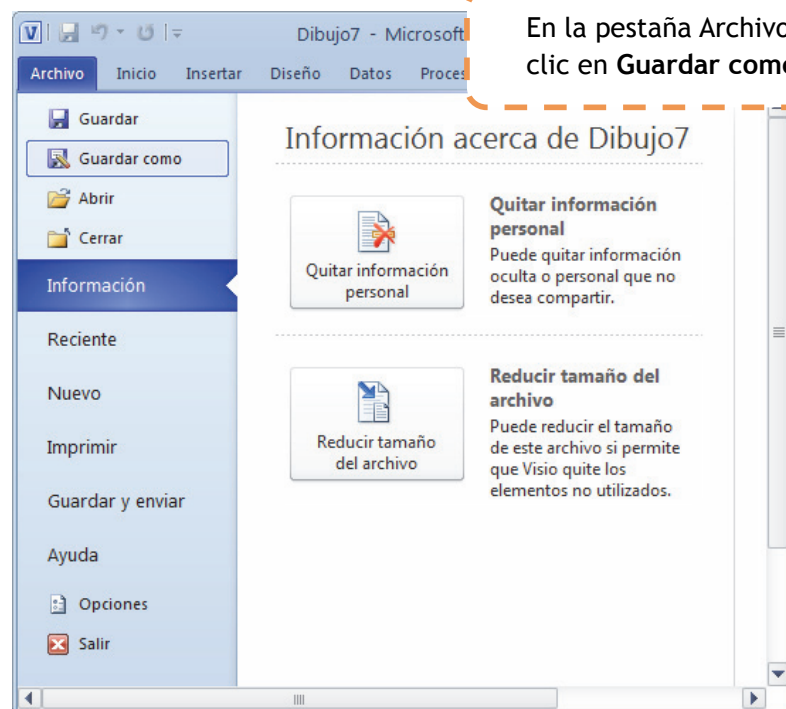 Dibujo7 - Microsoft
En la pestaña Archivo
clic en Guardar como
Archivo Inicio Insertar Diseño Datos Proces
Guardar
Guardar como
Abrir
Cerrar
Información
Reciente
Nuevo
Imprimir
Guardar y enviar
Ayuda
Opciones
Salir
Información acerca de Dibujo7
Quitar información
personal
Quitar información
personal
Puede quitar información
oculta o personal que no
desea compartir.
Reducir tamaño
del archivo
Reducir tamaño del
archivo
Puede reducir el tamaño
de este archivo si permite
que Visio quite los
elementos no utilizados.